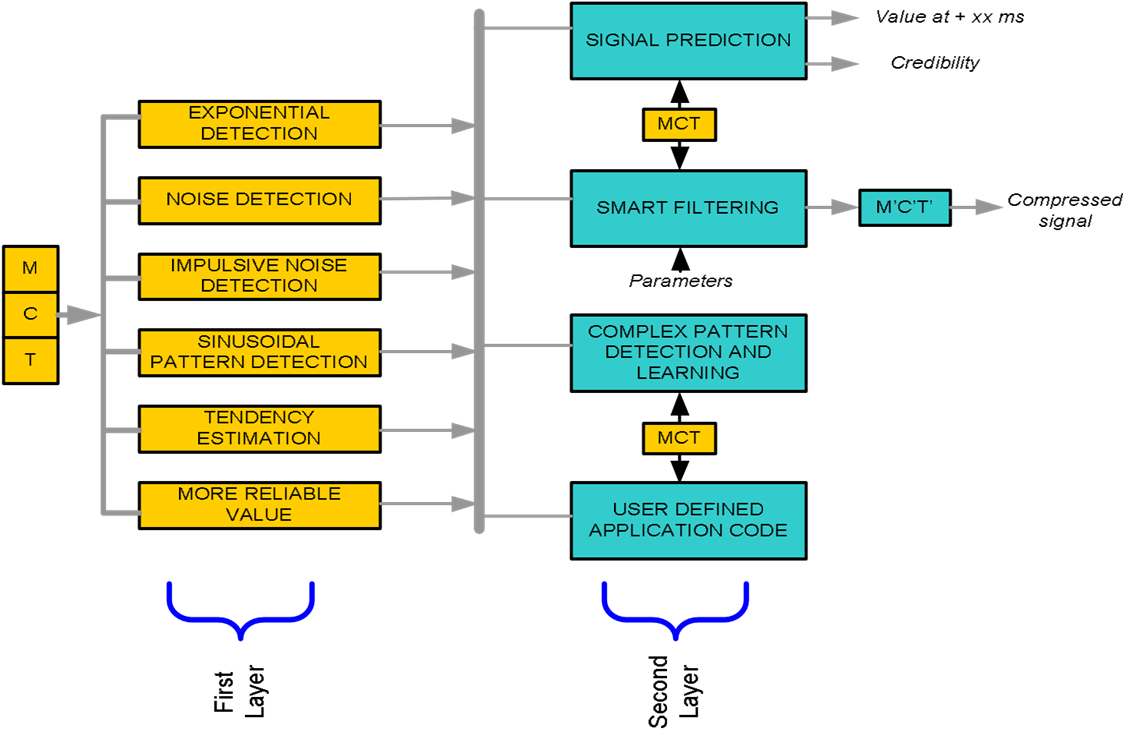 M
C
T
EXPONENTIAL
DETECTION
NOISE DETECTION
IMPULSIVE NOISE
DETECTION
SINUSOIDAL
PATTERN DETECTION
TENDENCY
ESTIMATION
MORE RELIABLE
VALUE
First
Layer
SIGNAL PREDICTION
Value at + xx ms
Credibility
MCT
SMART FILTERING
M'C'T'
Compressed
signal
Parameters
COMPLEX PATTERN
DETECTION AND
LEARNING
MCT
USER DEFINED
APPLICATION CODE
Second
Layer